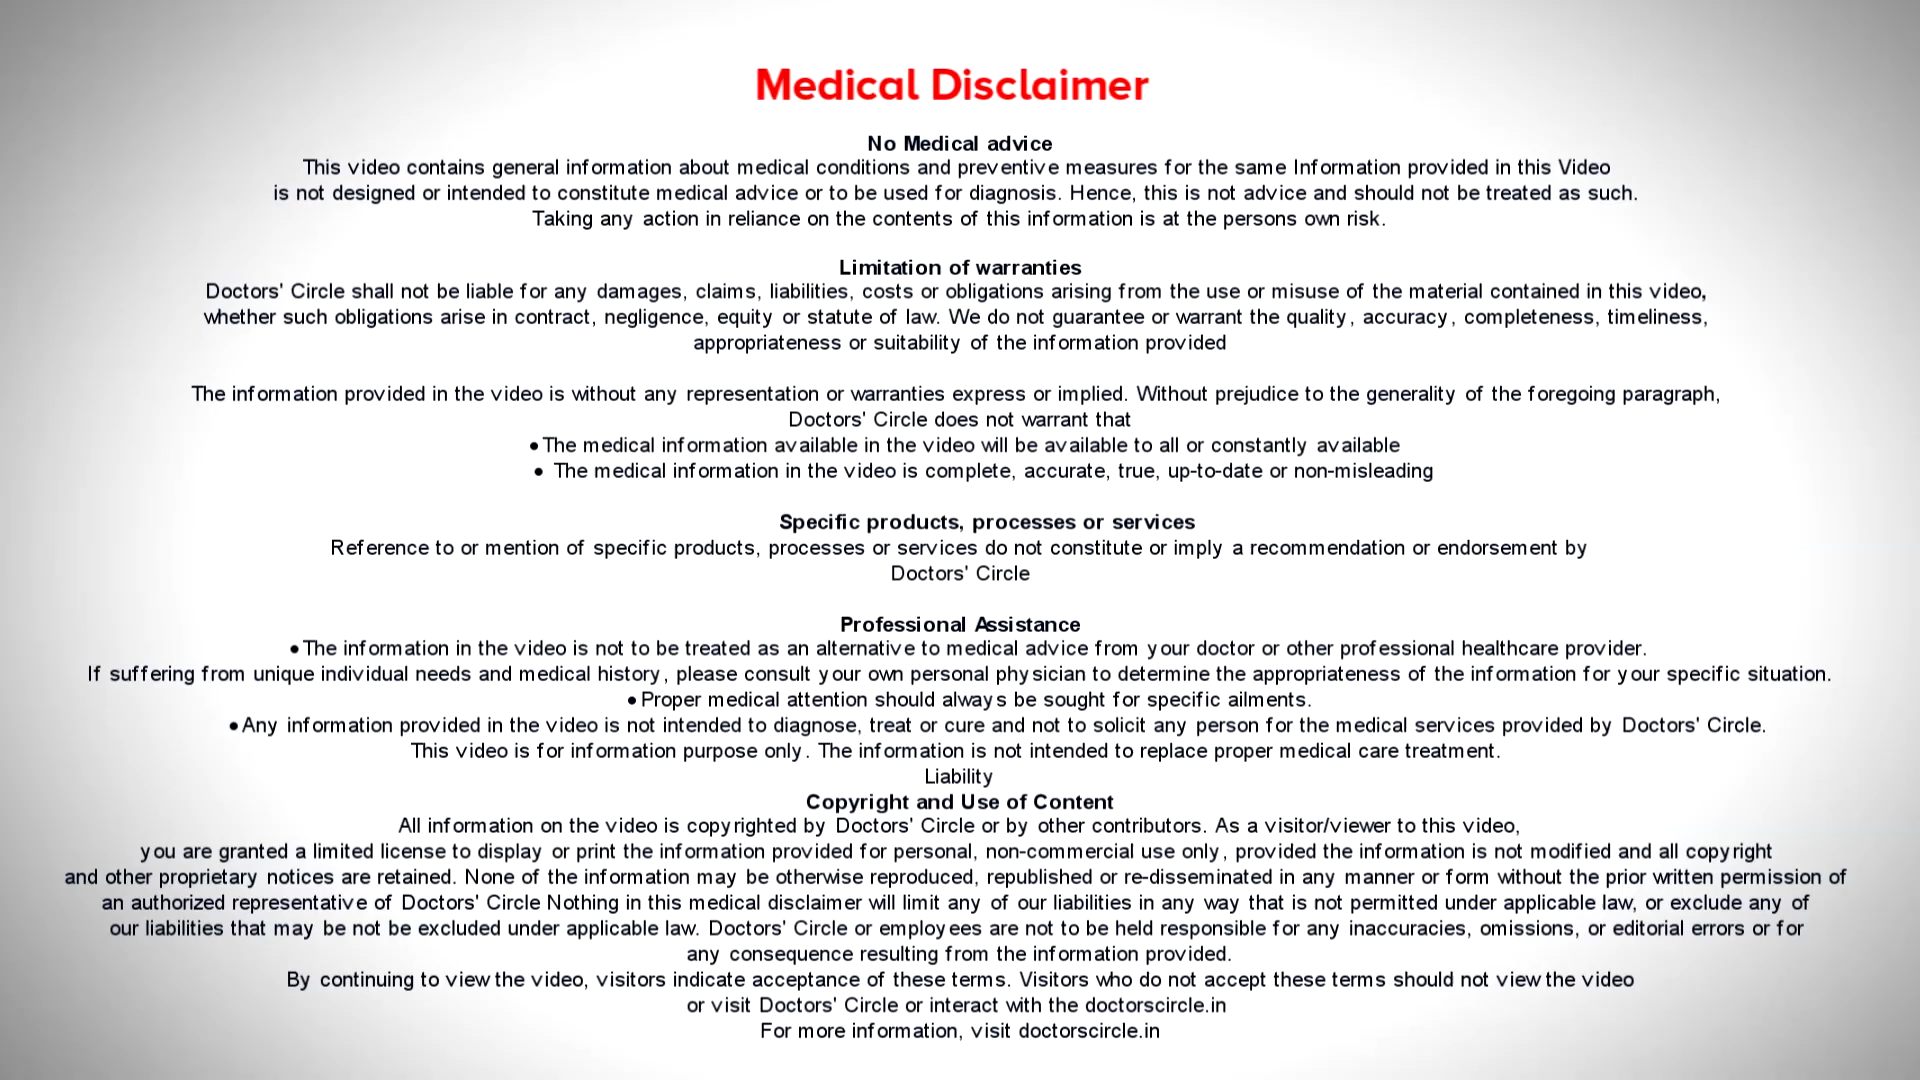 Medical Disclaimer
No Medical advice
This video contains general information about medical conditions and preventive measures for the same Information provided in this Video
is not designed or intended to constitute medical advice or to be used for diagnosis. Hence, this is not advice and should not be treated as such.
Taking any action in reliance on the contents of this information is at the persons own risk.
Limitation of warranties
Doctors' Circle shall not be liable for any damages, claims, liabilities, costs or obligations arising from the use or misuse of the material contained in this video,
whether such obligations arise in contract, negligence, equity or statute of law. We do not guarantee or warrant the quality, accuracy, completeness, timeliness,
appropriateness or suitability of the information provided
The information provided in the video is without any representation or warranties express or implied. Without prejudice to the generality of the foregoing paragraph,
Doctors' Circle does not warrant that
• The medical information available in the video will be available to all or constantly available
• The medical information in the video is complete, accurate, true, up-to-date or non-misleading
Specific products, processes or services
Reference to or mention of specific products, processes or services do not constitute or imply a recommendation or endorsement by
Doctors' Circle
Professional Assistance
• The information in the video is not to be treated as an alternative to medical advice from your doctor or other professional healthcare provider.
If suffering from unique individual needs and medical history, please consult your own personal physician to determine the appropriateness of the information for your specific situation.
• Proper medical attention should always be sought for specific ailments.
• Any information provided in the video is not intended to diagnose, treat or cure and not to solicit any person for the medical services provided by Doctors' Circle.
This video is for information purpose only. The information is not intended to replace proper medical care treatment.
Liability
Copyright and Use of Content
All information on the video is copyrighted by Doctors' Circle or by other contributors. As a visitor/viewer to this video,
you are granted a limited license to display or print the information provided for personal, non-commercial use only, provided the information is not modified and all copyright
and other proprietary notices are retained. None of the information may be otherwise reproduced, republished or re-disseminated in any manner or form without the prior written permission of
an authorized representative of Doctors' Circle Nothing in this medical disclaimer will limit any of our liabilities in any way that is not permitted under applicable law, or exclude any of
our liabilities that may be not be excluded under applicable law. Doctors' Circle or employees are not to be held responsible for any inaccuracies, omissions, or editorial errors or for
any consequence resulting from the information provided.
By continuing to view the video, visitors indicate acceptance of these terms. Visitors who do not accept these terms should not view the video
or visit Doctors' Circle or interact with the doctorscircle.in
For more information, visit doctorscircle.in